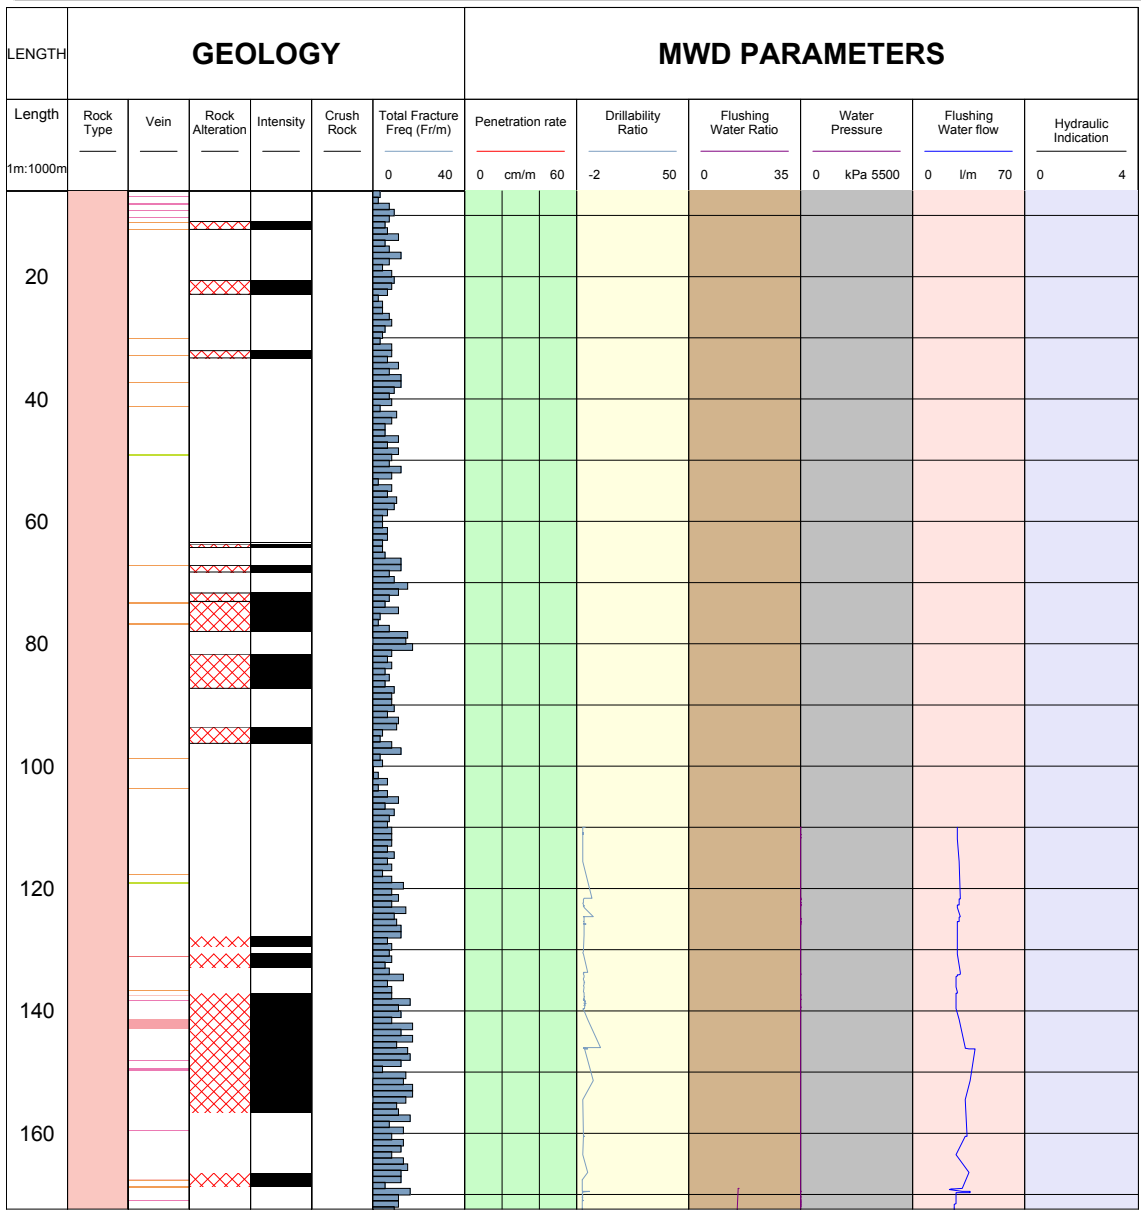 LENGTH GEOLOGY MWD PARAMETERS
Length
1m:1000m
Rock
Type
Vein
Rock
Alteration
Intensity
Crush
Rock
Total Fracture
Freq (Fr/m)
0 40
Penetration rate
0 cm/m 60
Drillability
Ratio
-2 50
Flushing
Water Ratio
0 35
Water
Pressure
0 kPa 5500
Flushing
Water flow
0 l/m 70
Hydraulic
Indication
0 4
20
40
60
80
100
120
140
160